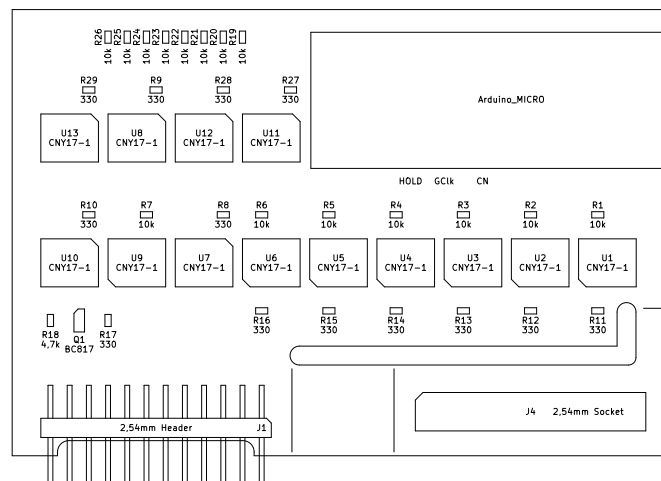 R26 R25 R24 R23 R22 R21 R20 R19
10k 10k 10k 10k 10k 10k 10k 10k
R29 R9 R28 R27
330 330 330 330
Arduino_MICRO
U13 U8 U12 U11
CNY17-1 CNY17-1 CNY17-1 CNY17-1
HOLD GClk CN
R10 R7 R8 R6 R5 R4 R3 R2 R1
330 10k 330 10k 10k 10k 10k 10k 10k
U10 U9 U7 U6 U5 U4 U3 U2 U1
CNY17-1 CNY17-1 CNY17-1 CNY17-1 CNY17-1 CNY17-1 CNY17-1 CNY17-1 CNY17-1
R16 R15 R14 R13 R12 R11
330 330 330 330 330 330
R18 Q1 R17
4,7k BC817 330
2,54mm Header J1
J4 2,54mm Socket